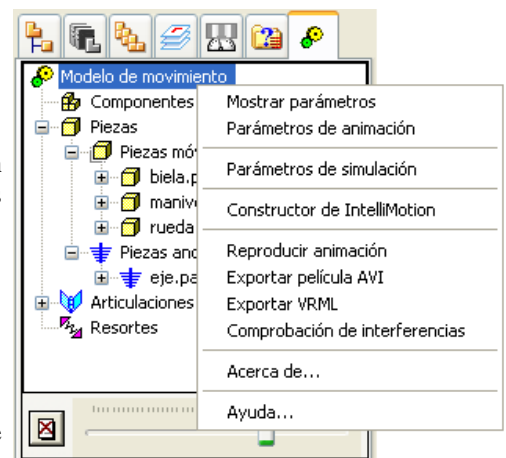 Modelo de movimiento
Componentes
Piezas
Piezas mó
biela.p
manive
rueda
Piezas anc
eje.pa
Articulaciones
Resortes
Mostrar parámetros
Parámetros de animación
Parámetros de simulación
Constructor de IntelliMotion
Reproducir animación
Exportar película AVI
Exportar VRML
Comprobación de interferencias
Acerca de...
Ayuda...